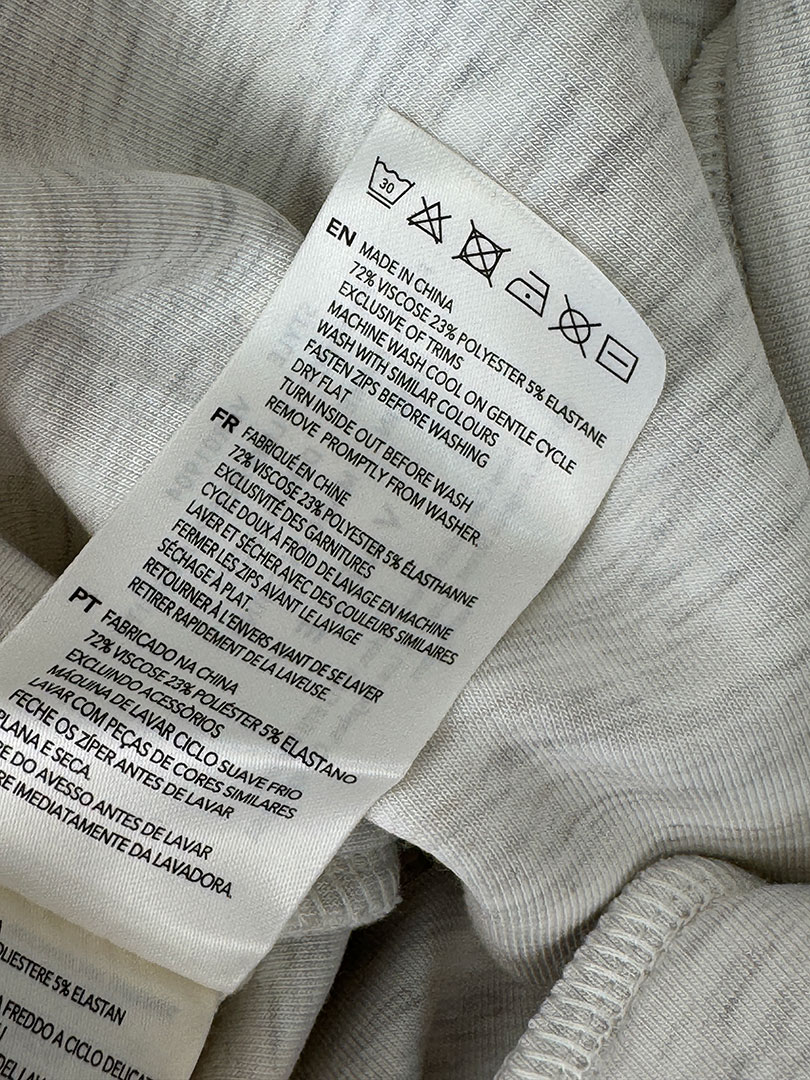 30
EN MADE IN CHINA
72% VISCOSE 23% POLYESTER 5% ELASTANE
EXCLUSIVE OF TRIMS
MACHINE WASH COOL ON GENTLE CYCLE
WASH WITH SIMILAR COLOURS
FASTEN ZIPS BEFORE WASHING
DRY FLAT
TURN INSIDE OUT BEFORE WASH
REMOVE PROMPTLY FROM WASHER.
FR FABRIQUÉ EN CHINE
72% VISCOSE 23% POLYESTER 5% ÉLASTHANNE
EXCLUSIVITÉ DES GARNITURES
CYCLE DOUX À FROID DE LAVAGE EN MACHINE
LAVER ET SÉCHER AVEC DES COULEURS SIMILAIRES
FERMER LES ZIPS AVANT LE LAVAGE
SÉCHAGE À PLAT.
RETOURNER À L'ENVERS AVANT DE SE LAVER
RETIRER RAPIDEMENT DE LA LAVEUSE.
PT FABRICADO NA CHINA
72% VISCOSE 23% POLIÉSTER 5% ELASTANO
EXCLUINDO ACESSÓRIOS
MÁQUINA DE LAVAR CICLO SUAVE FRIO
LAVAR COM PEÇAS DE CORES SIMILARES
FECHE OS ZÍPER ANTES DE LAVAR
PLANA E SECA.
DO AVESSO ANTES DE LAVAR
IMEDIATAMENTE DA LAVADORA.
5% ELASTAN
FREDDO A CICLO